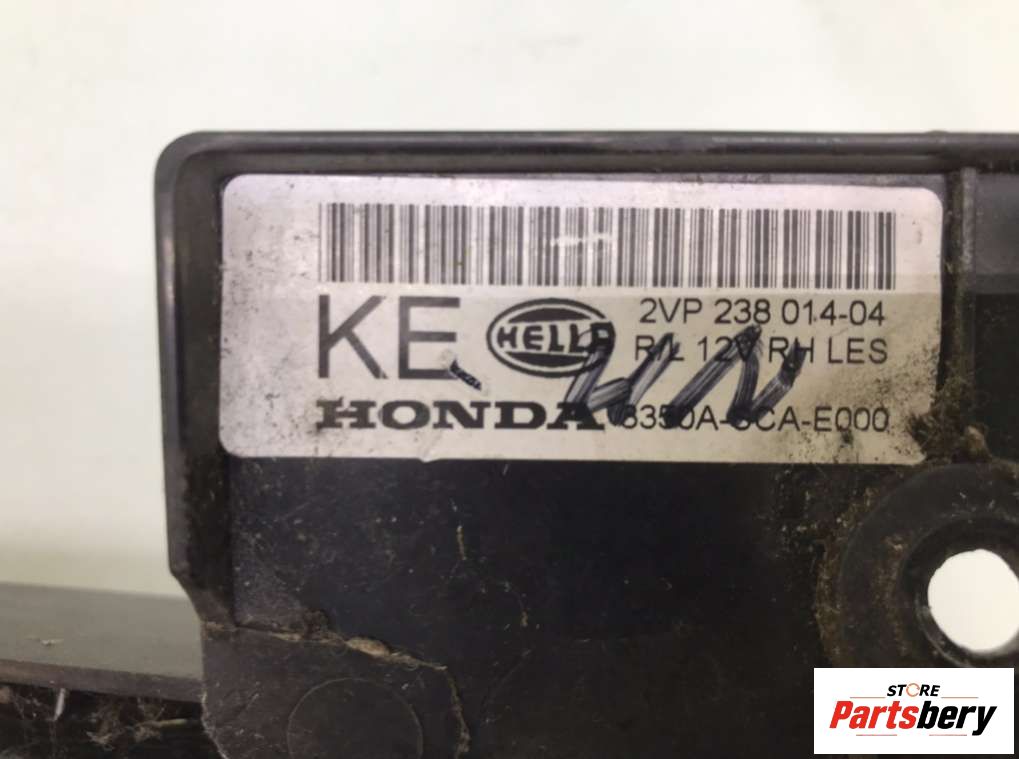 KE
HELLA
2VP 238 014-04
R/L 12V RH LES
HONDA
STORE
Partsbery